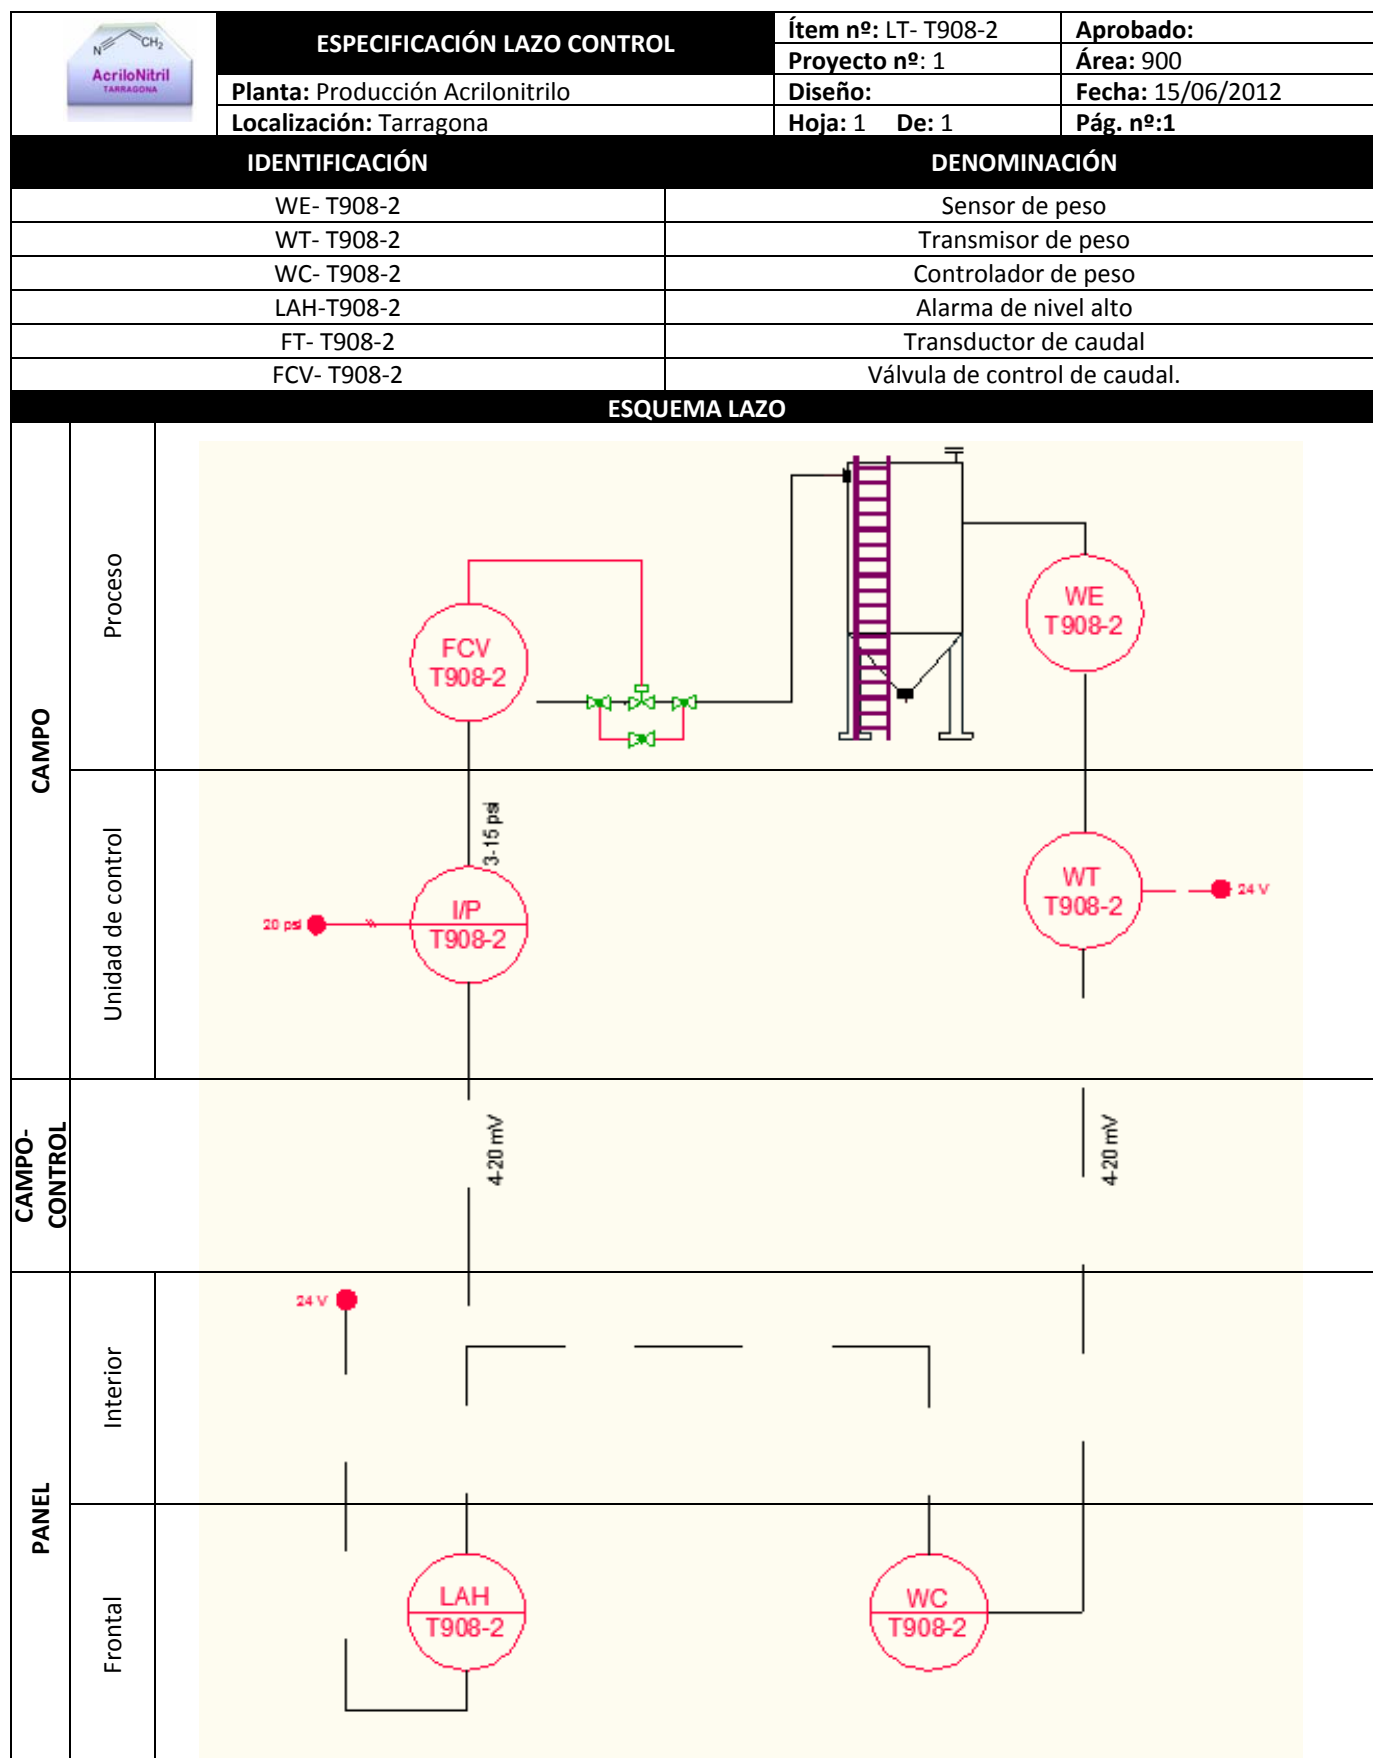 N
CH2
AcriloNitril
TARRAGONA
ESPECIFICACIÓN LAZO CONTROL
Ítem nº: LT- T908-2
Aprobado:
Proyecto nº: 1
Área: 900
Planta: Producción Acrilonitrilo
Diseño:
Fecha: 15/06/2012
Localización: Tarragona
Hoja: 1 De: 1
Pág. nº:1
IDENTIFICACIÓN
DENOMINACIÓN
WE- T908-2
Sensor de peso
WT- T908-2
Transmisor de peso
WC- T908-2
Controlador de peso
LAH-T908-2
Alarma de nivel alto
FT- T908-2
Transductor de caudal
FCV- T908-2
Válvula de control de caudal.
ESQUEMA LAZO
CAMPO
Proceso
FCV
T908-2
WE
T908-2
Unidad de control
3-15 psi
20 psi
I/P
T908-2
WT
T908-2
24 V
CAMPO-
CONTROL
4-20 mV
4-20 mV
PANEL
Interior
24 V
Frontal
LAH
T908-2
WC
T908-2